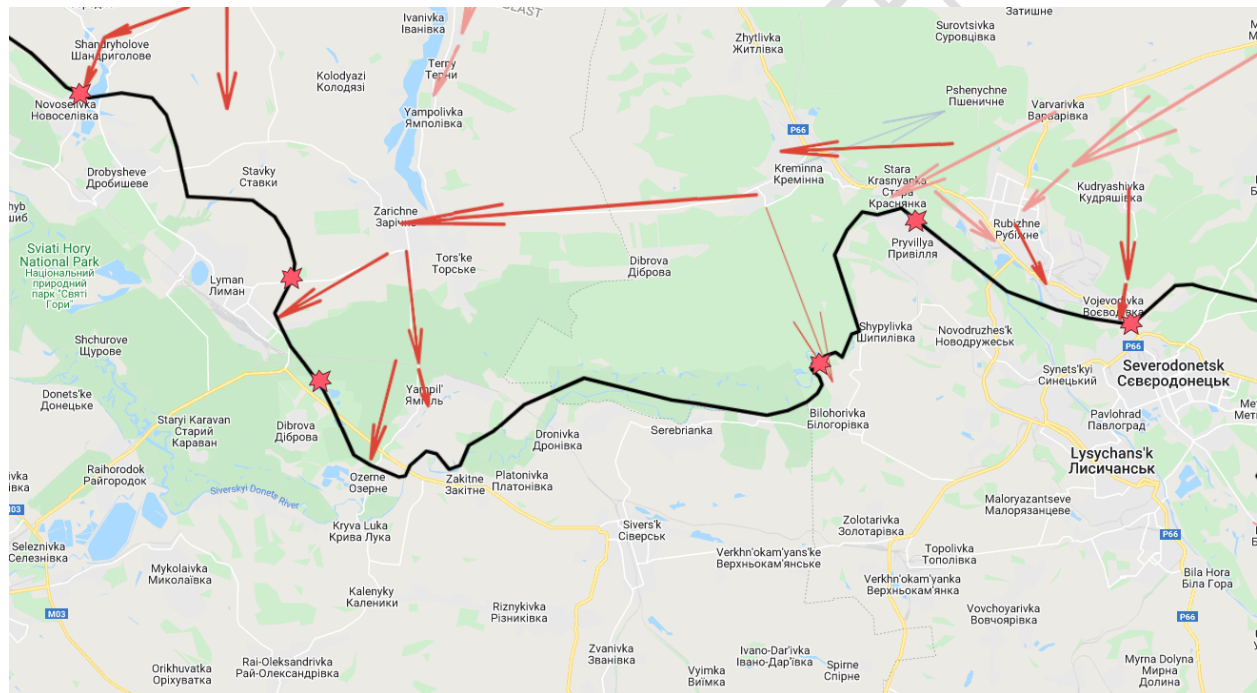 BLAST
Затишне
Surovtsivka
Суровцівка
Ivanivka
Іванівка
Shandryholove
Шандриголове
Zhytlivka
Житлівка
Terny
Терни
Kolodyazi
Колодязі
Novoselivka
Новоселівка
Yampolivka
Ямполівка
Pshenychne
Пшеничне
Varvarivka
Варварівка
P66
Drobysheve
Дробишеве
Stavky
Ставки
Kreminna
Кремінна
Stara
Krasnyanka
Стара
Краснянка
Kudryashivka
Кудряшівка
Zarichne
Зарічне
Rubizhne
Рубіжне
Pryvillya
Привілля
Sviati Hory
National Park
Національний
природний
парк "Святі
Гори"
Tors'ke
Торське
Dibrova
Діброва
Lyman
Лиман
Vojevodivka
Воєводівка
Shchurove
Щурове
Shypylivka
Шипилівка
Novodruzhes'k
Новодружеськ
P66
Severodonetsk
Сєвєродонецьк
Synets'kyi
Синецький
Donets'ke
Донецьке
Yampil'
Ямпіль
Staryi Karavan
Старий
Караван
Dibrova
Діброва
Bilohorivka
Білогорівка
Pavlohrad
Павлоград
Serebrianka
Dronivka
Дронівка
Lysychans'k
Лисичанськ
Raihorodok
Райгородок
Ozerne
Озерне
Zakitne
Закітне
Platonivka
Платонівка
Siverskyi Donets River
Maloryazantseve
Малорязанцеве
Kryva Luka
Крива Лука
Sivers'k
Сіверськ
Zolotarivka
Золотарівка
P66
Seleznivka
Селезнівка
Verkhn'okam'yans'ke
Верхньокам'янське
Topolivka
Тополівка
Mykolaivka
Миколаївка
Verkhn'okam'yanka
Верхньокам'янка
Bila Hora
Біла Гора
Kalenyky
Каленики
M03
Riznykivka
Різниківка
Vovchoyarivka
Вовчоярівка
Zvanivka
Званівка
Ivano-Dar'ivka
Івано-Дар'ївка
Orikhuvatka
Оріхуватка
Rai-Oleksandrivka
Рай-Олександрівка
Vyimka
Виїмка
Spirne
Спірне
Myrna Dolyna
Мирна
Долина